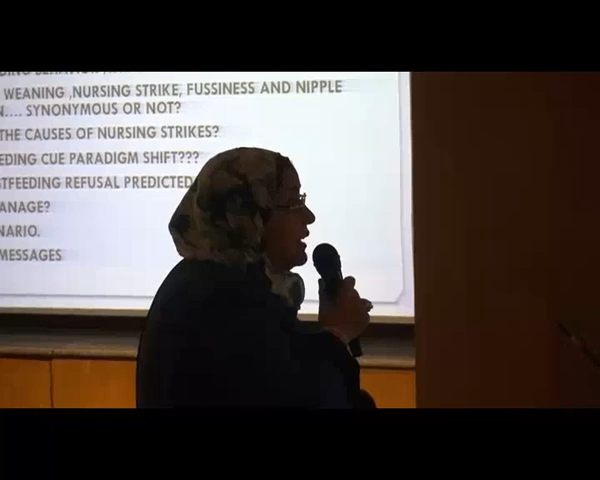 WEANING ,NURSING STRIKE, FUSSINESS AND NIPPLE
N.... SYNONYMOUS OR NOT?
THE CAUSES OF NURSING STRIKES?
EDING CUE PARADIGM SHIFT???
STFEEDING REFUSAL PREDICTED
ANAGE?
NARIO.
MESSAGES